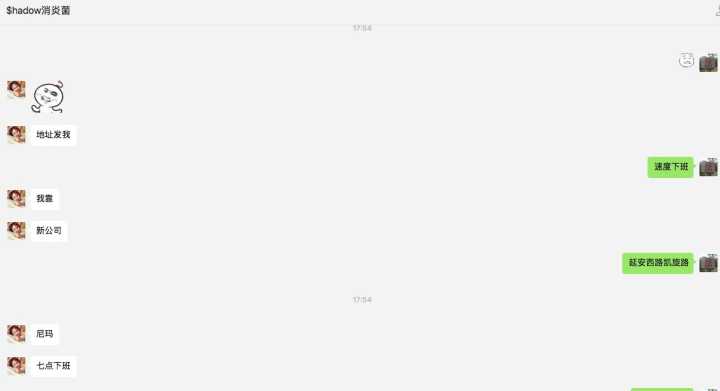 $hadow消炎菌
17:54
地址发我
速度下班
我靠
新公司
延安西路凯旋路
17:54
尼玛
七点下班